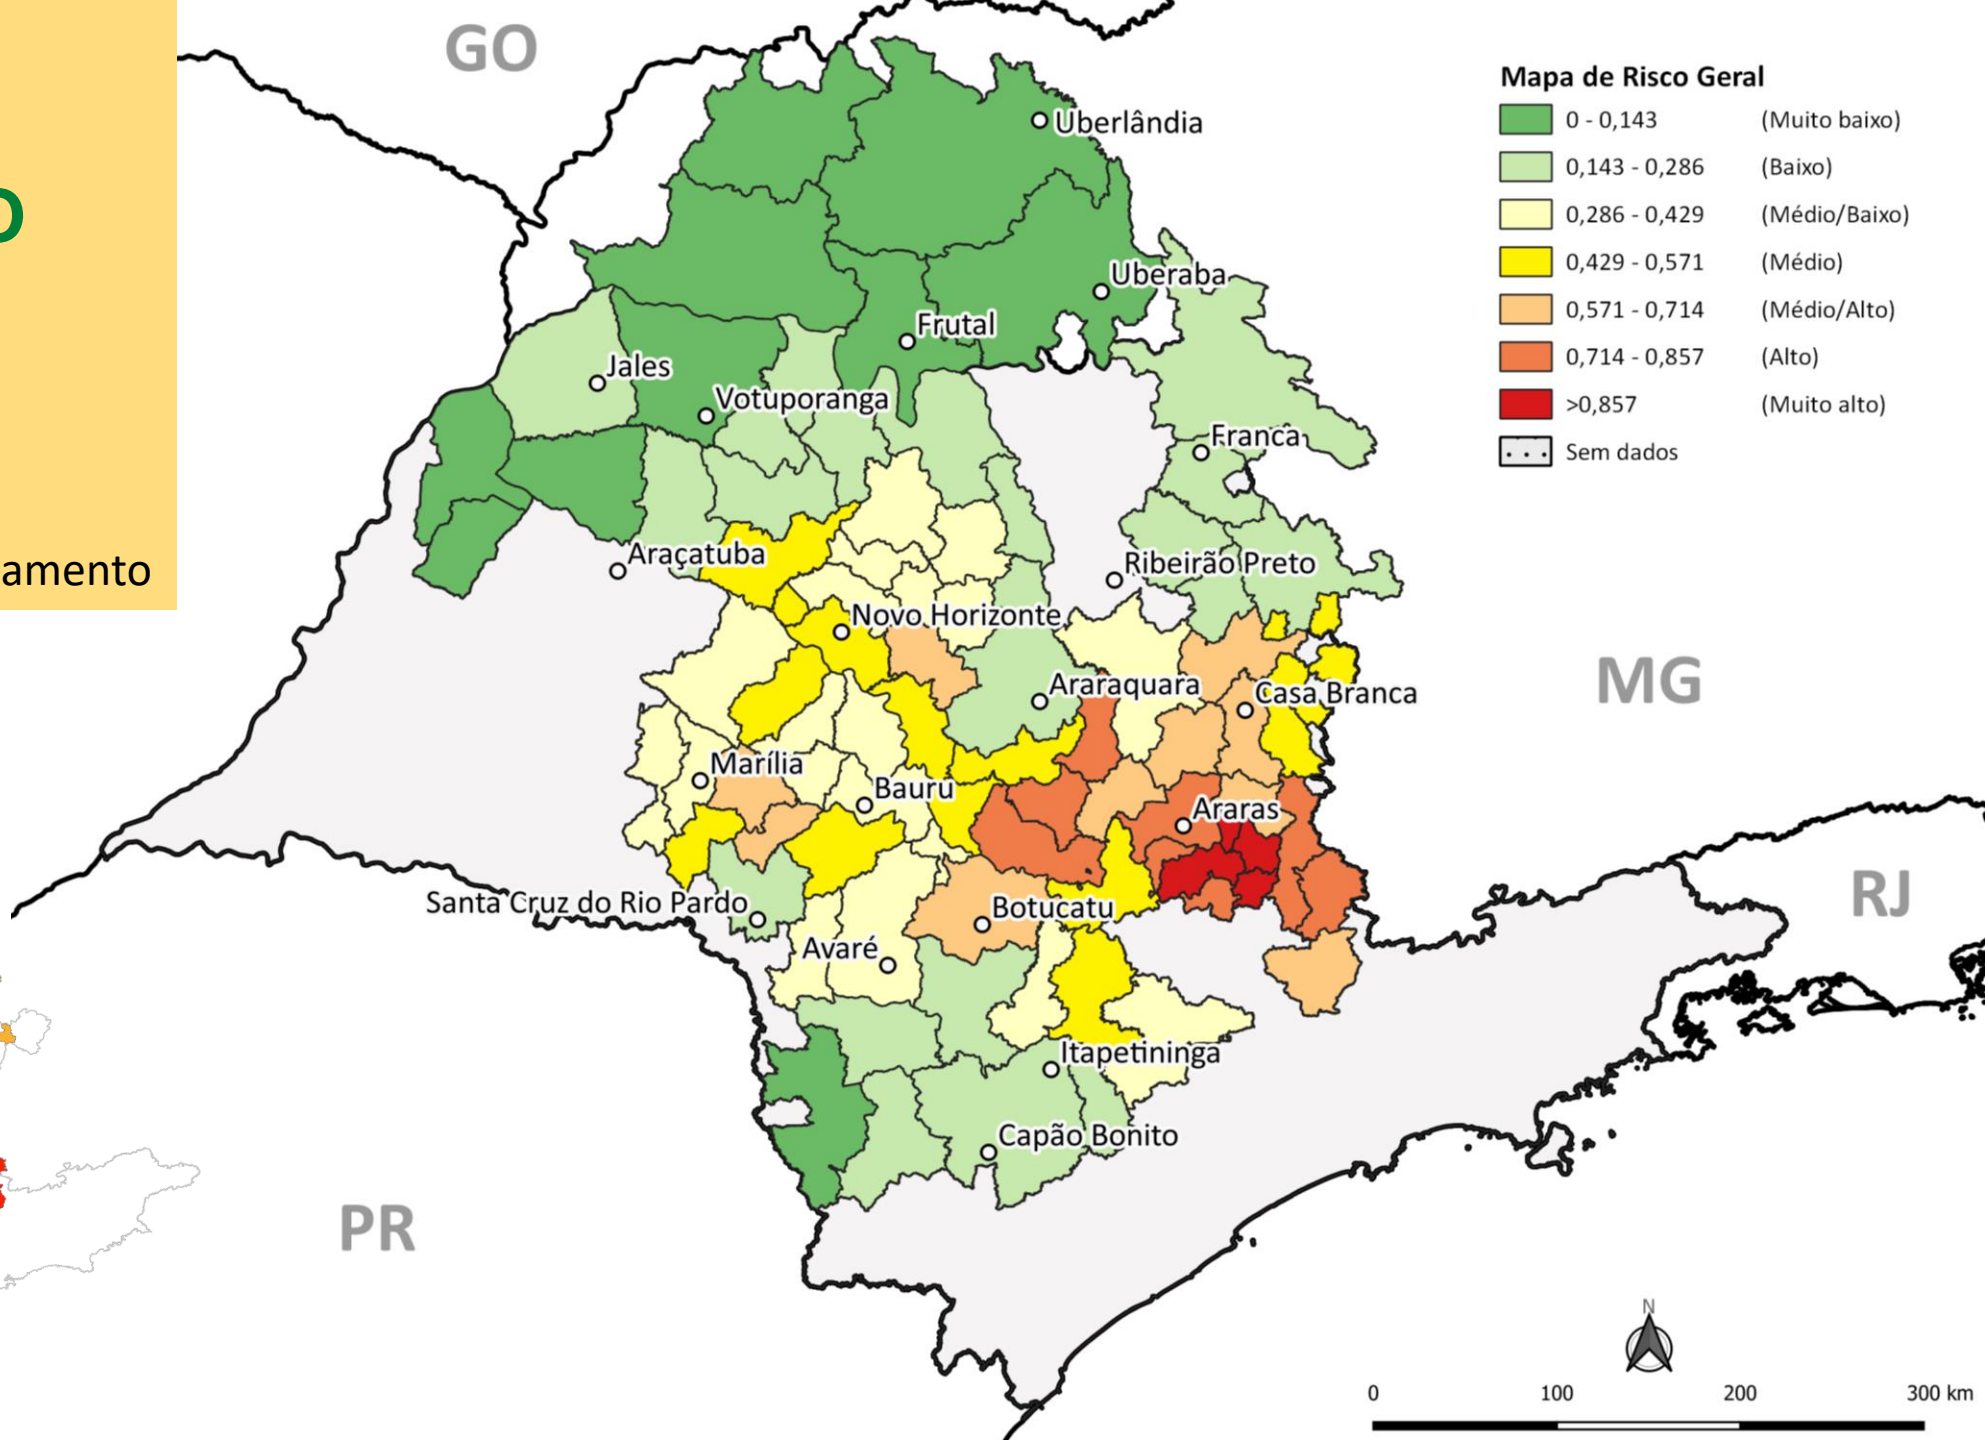 GO
Mapa de Risco Geral
0 - 0,143 (Muito baixo)
0,143 - 0,286 (Baixo)
0,286 - 0,429 (Médio/Baixo)
0,429 - 0,571 (Médio)
0,571 - 0,714 (Médio/Alto)
0,714 - 0,857 (Alto)
>0,857 (Muito alto)
Sem dados
Uberlândia
o
Uberaba
Frutal
Jales
Votuporanga
Franca
Araçatuba
Ribeirão Preto
amento
Novo Horizonte
Araraquara
Casa Branca
MG
Marília
Bauru
Araras
Santa Cruz do Rio Pardo
Botucatu
RJ
Avaré
Itapetininga
Capão Bonito
PR
N
0 100 200 300 km